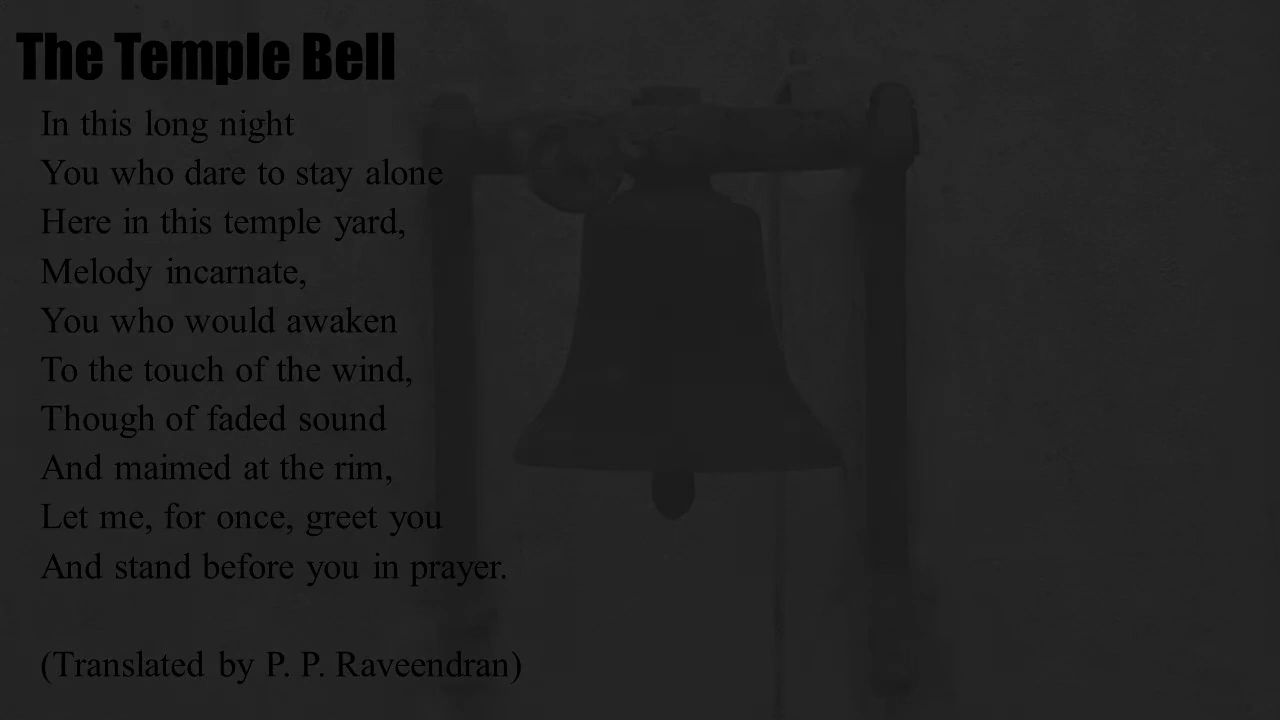 The Temple Bell
In this long night
You who dare to stay alone
Here in this temple yard,
Melody incarnate,
You who would awaken
To the touch of the wind,
Though of faded sound
And maimed at the rim,
Let me, for once, greet you
And stand before you in prayer.
(Translated by P. P. Raveendran)